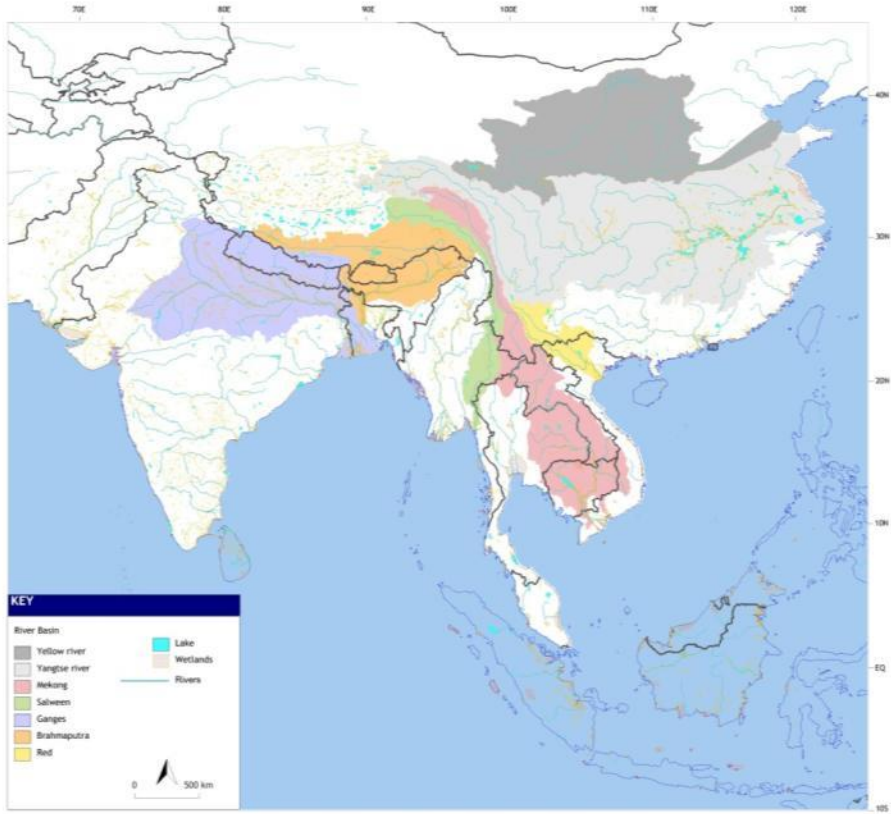 70E 80E 90E 100E 110E 120E
40N
30N
20N
10N
EQ
10S
KEY
River Basin
Yellow river
Yangtse river
Mekong
Salween
Ganges
Brahmaputra
Red
Lake
Wetlands
Rivers
0 500 km